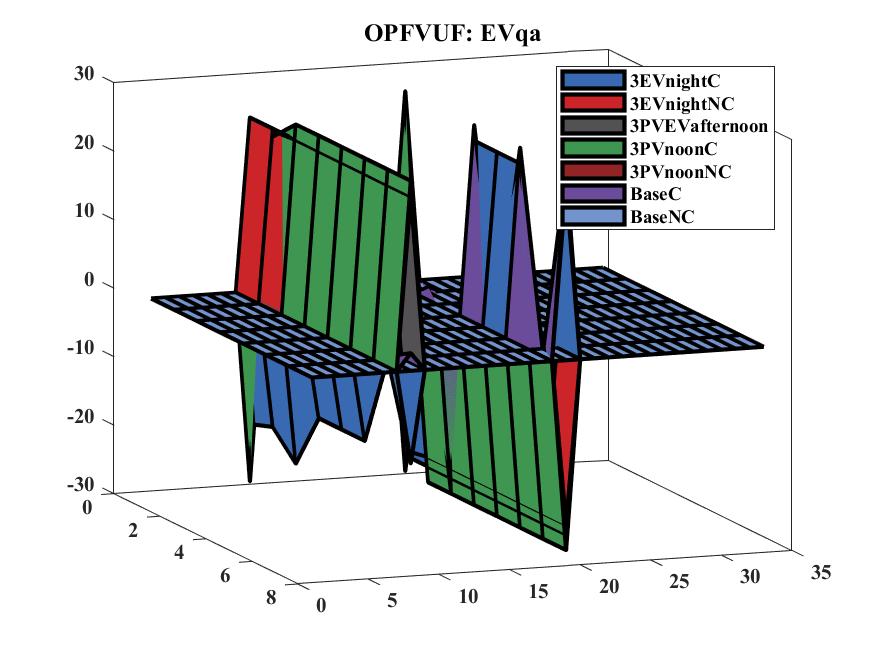 OPFVUF: EVqa
3EVnightC
3EVnightNC
3PVEVafternoon
3PVnoonC
3PVnoonNC
BaseC
BaseNC
30
20
10
0
-10
-20
-30
0
2
4
6
8
0
5
10
15
20
25
30
35